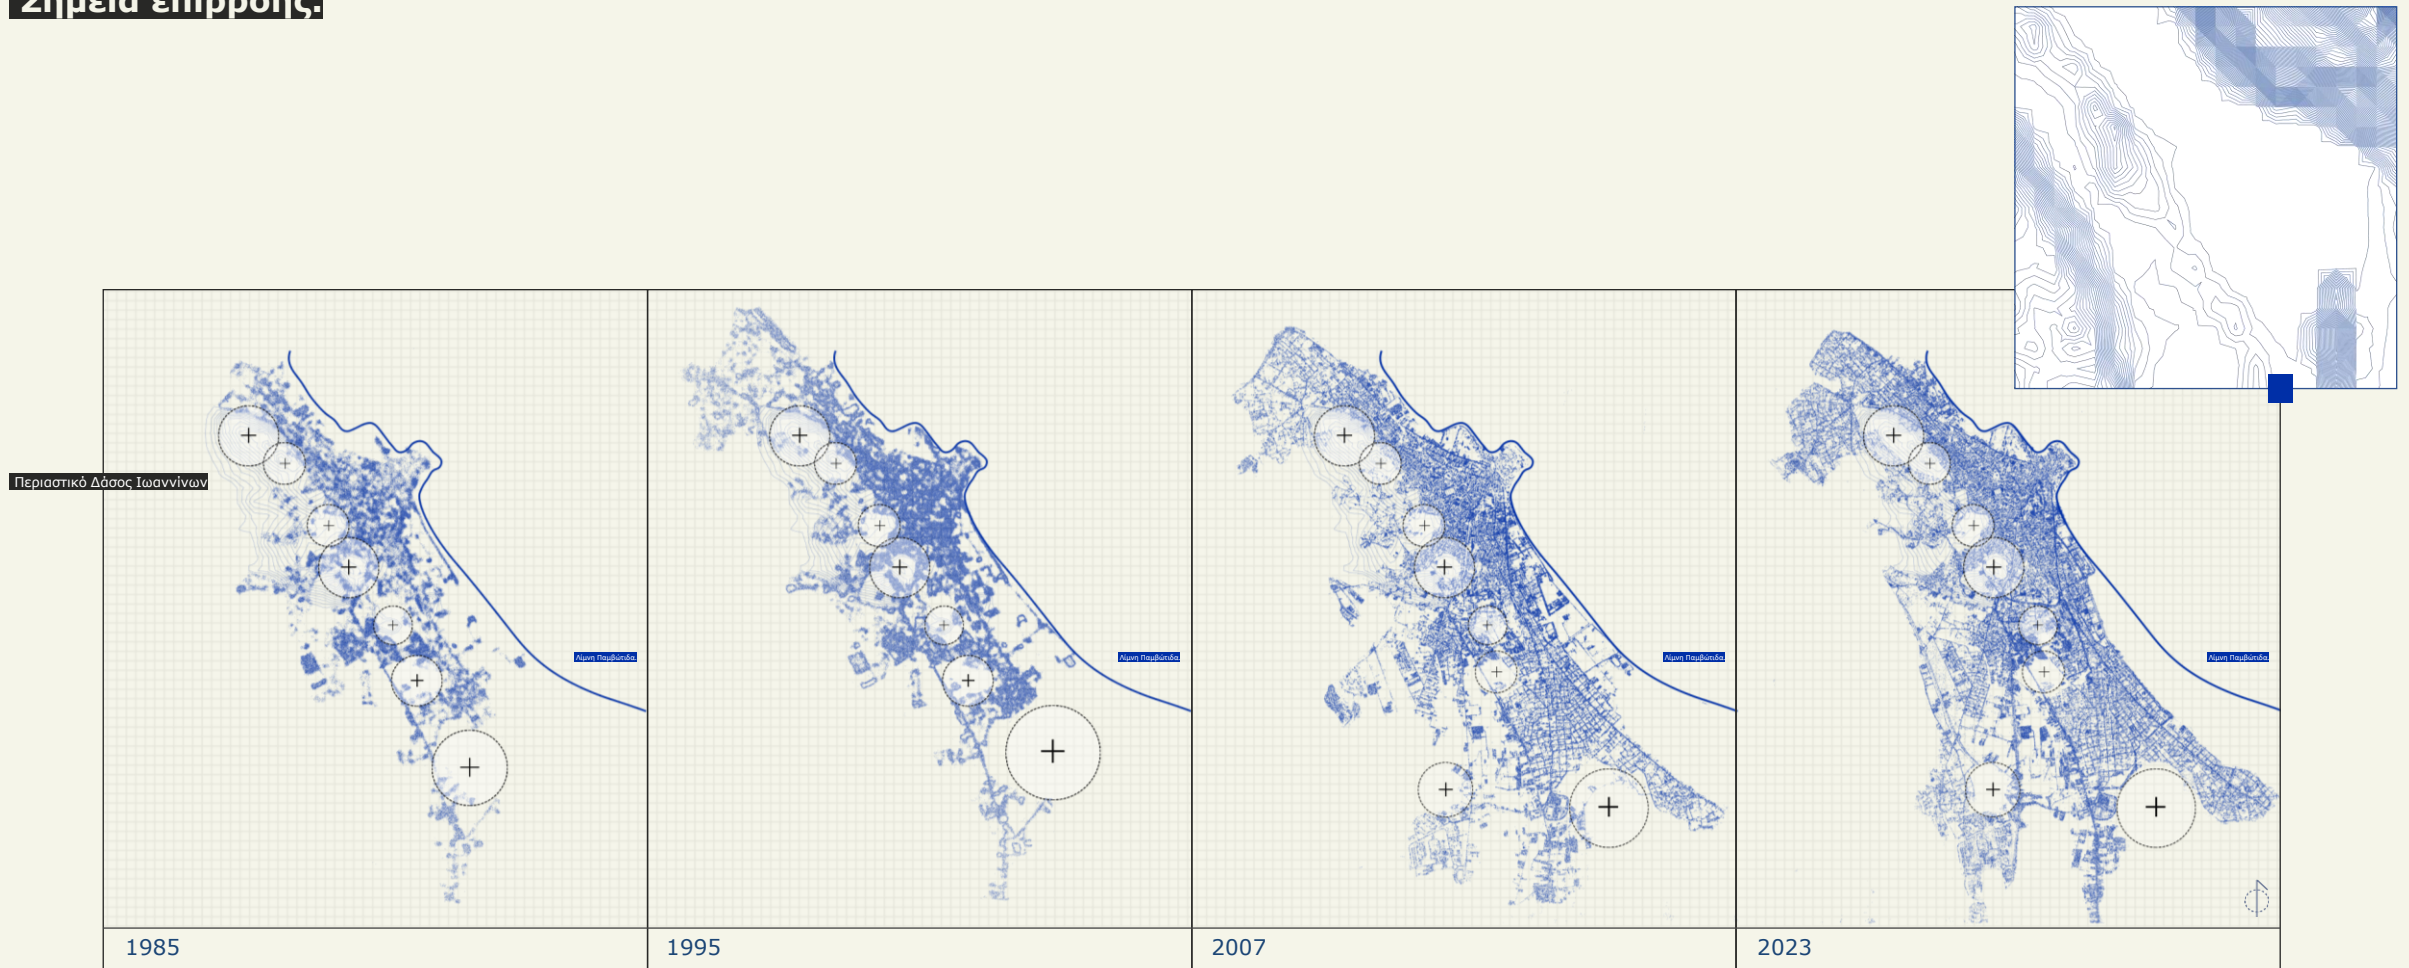 Σημεία επιρροής.
Περιαστικό Δάσος Ιωαννίνων
Λίμνη Παμβώτιδα.
Λίμνη Παμβώτιδα.
Λίμνη Παμβώτιδα.
Λίμνη Παμβώτιδα.
1985
1995
2007
2023